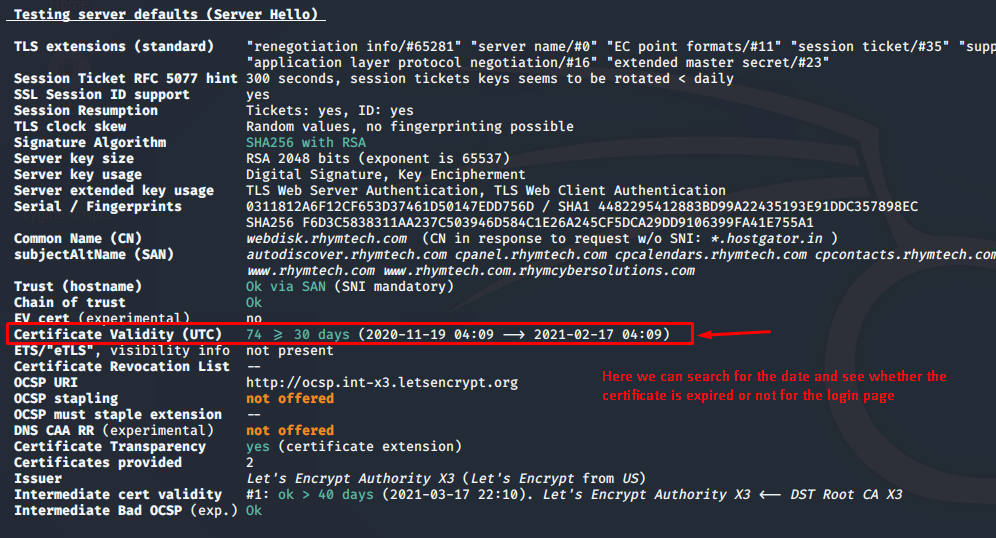 Testing server defaults (Server Hello)
TLS extensions (standard) "renegotiation info/#65281" "server name/#0" "EC point formats/#11" "session ticket/#35" "supp
"application layer protocol negotiation/#16" "extended master secret/#23"
Session Ticket RFC 5077 hint 300 seconds, session tickets keys seems to be rotated < daily
SSL Session ID support yes
Session Resumption Tickets: yes, ID: yes
TLS clock skew Random values, no fingerprinting possible
Signature Algorithm SHA256 with RSA
Server key size RSA 2048 bits (exponent is 65537)
Server key usage Digital Signature, Key Encipherment
Server extended key usage TLS Web Server Authentication, TLS Web Client Authentication
Serial / Fingerprints 0311812A6F12CF653D37461D50147EDD756D / SHA1 4482295412883BD99A22435193E91DDC357898EC
SHA256 F6D3C5838311AA237C503946D584C1E26A245CF5DCA29DD9106399FA41E755A1
Common Name (CN) webdisk.rhymtech.com (CN in response to request w/o SNI: *.hostgator.in )
subjectAltName (SAN) autodiscover.rhymtech.com cpanel.rhymtech.com cpcalendars.rhymtech.com cpcontacts.rhymtech.com
www.rhymtech.com www.rhymtech.com.rhymcybersolutions.com
Trust (hostname) Ok via SAN (SNI mandatory)
Chain of trust Ok
EV cert (experimental) no
Certificate Validity (UTC) 74 >= 30 days (2020-11-19 04:09 --> 2021-02-17 04:09)
ETS/"eTLS", visibility info not present
Certificate Revocation List --
OCSP URI http://ocsp.int-x3.letsencrypt.org
Here we can search for the date and see whether the
certificate is expired or not for the login page
OCSP stapling not offered
OCSP must staple extension --
DNS CAA RR (experimental) not offered
Certificate Transparency yes (certificate extension)
Certificates provided 2
Issuer Let's Encrypt Authority X3 (Let's Encrypt from US)
Intermediate cert validity #1: ok > 40 days (2021-03-17 22:10). Let's Encrypt Authority X3 <-- DST Root CA X3
Intermediate Bad OCSP (exp.) Ok